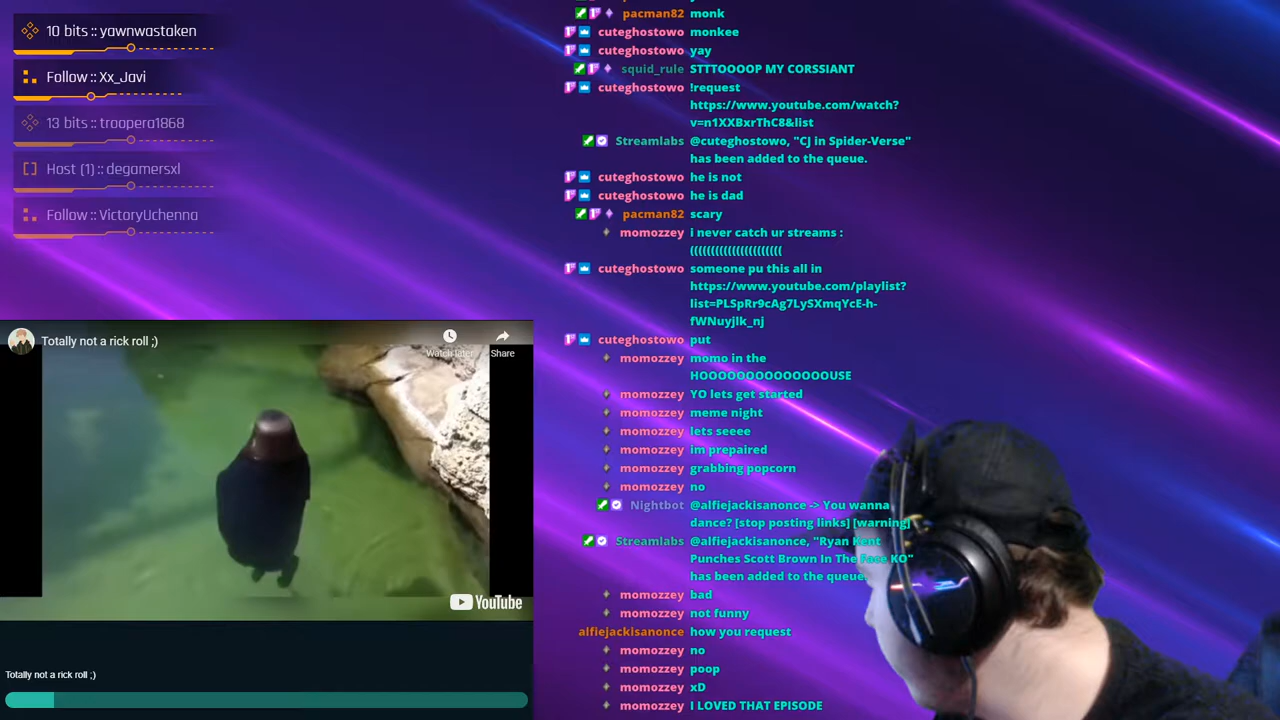 10 bits :: yawnwastaken
Follow :: Xx_Javi
13 bits :: troopera1868
Host (1) :: degamersxl
Follow :: VictoryUchenna
pacman82 monk
cuteghostowo monkee
cuteghostowo yay
squid_rule STTTOOOOP MY CORSSIANT
cuteghostowo !request
https://www.youtube.com/watch?
v=n1XXBxrThC8&list
Streamlabs @cuteghostowo, "CJ in Spider-Verse"
has been added to the queue.
cuteghostowo he is not
cuteghostowo he is dad
pacman82 scary
momozzey i never catch ur streams :
((((((((((((((((((((((
cuteghostowo someone pu this all in
https://www.youtube.com/playlist?
list=PLSpRr9cAg7LySXmqYcE-h-
fWNuyjlk_nj
cuteghostowo put
momozzey momo in the
HOOOOOOOOOOOOOOUSE
momozzey YO lets get started
momozzey meme night
momozzey lets seeee
momozzey im prepaired
momozzey grabbing popcorn
momozzey no
Nightbot @alfiejackisanonce -> You wanna
dance? [stop posting links] [warning]
Streamlabs @alfiejackisanonce, "Ryan Kent
Punches Scott Brown In The Face KO"
has been added to the queue.
momozzey bad
momozzey not funny
alfiejackisanonce how you request
momozzey no
momozzey poop
momozzey xD
momozzey I LOVED THAT EPISODE
Totally not a rick roll ;)
Watch later
Share
YouTube
Totally not a rick roll ;)